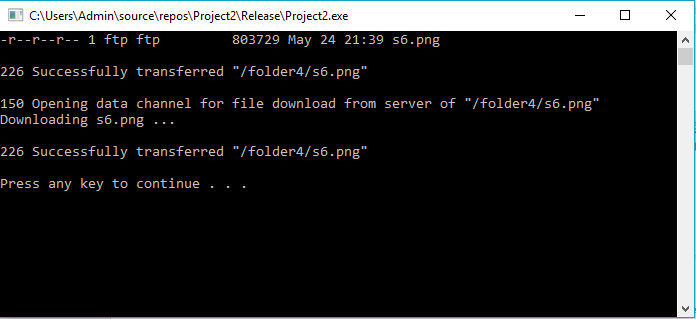 C:\Users\Admin\source\repos\Project2\Release\Project2.exe
-r--r--r-- 1 ftp ftp         803729 May 24 21:39 s6.png
226 Successfully transferred "/folder4/s6.png"
150 Opening data channel for file download from server of "/folder4/s6.png"
Downloading s6.png ...
226 Successfully transferred "/folder4/s6.png"
Press any key to continue . . .